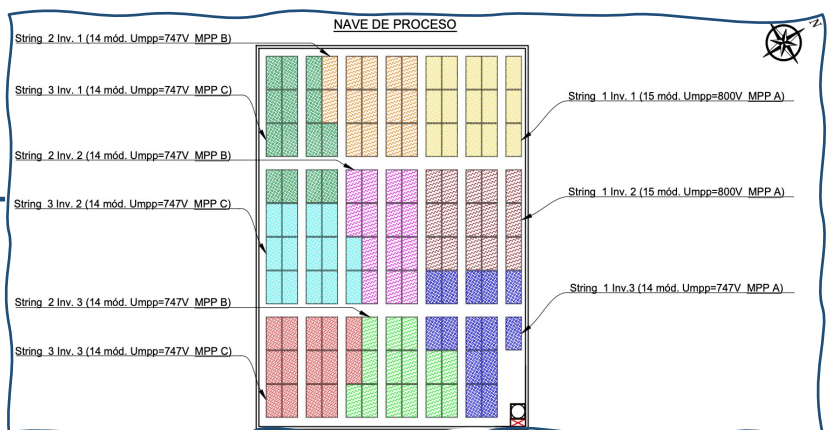 NAVE DE PROCESO
N
String 2 Inv. 1 (14 mód. Umpp=747V MPP B)
String 3 Inv. 1 (14 mód. Umpp=747V MPP C)
String 1 Inv. 1 (15 mód. Umpp=800V MPP A)
String 2 Inv. 2 (14 mód. Umpp=747V MPP B)
String 1 Inv. 2 (15 mód. Umpp=800V MPP A)
String 3 Inv. 2 (14 mód. Umpp=747V MPP C)
String 1 Inv.3 (14 mód. Umpp=747V MPP A)
String 2 Inv. 3 (14 mód. Umpp=747V MPP B)
String 3 Inv. 3 (14 mód. Umpp=747V MPP C)